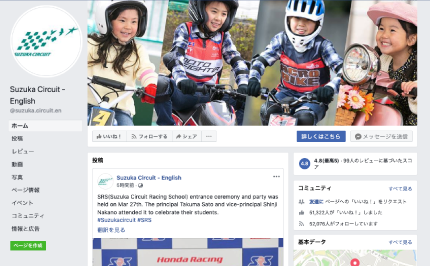 SUZUKA CIRCUIT
Suzuka Circuit -
English
@suzuka.circuit.en
ホーム
投稿
レビュー
動画
写真
ページ情報
イベント
コミュニティ
情報と広告
ページを作成
いいね！ フォローする シェア ...
詳しくはこちら メッセージを送信
投稿
Suzuka Circuit - English
5時間前
SRS(Suzuka Circuit Racing School) entrance ceremony and party
was held on Mar 27th. The principal Takuma Sato and vice-principal Shinji
Nakano attended it to celebrate their students.
#Suzukacircuit #SRS
翻訳を見る
Honda Racing
4.8 4.8(最高5) · 99人のレビューに基づいたスコ
ア
コミュニティ すべて見る
友達に ページへの「いいね！」をリクエスト
51,322人が「いいね！」しました
52,075人がフォローしています
基本データ すべて見る